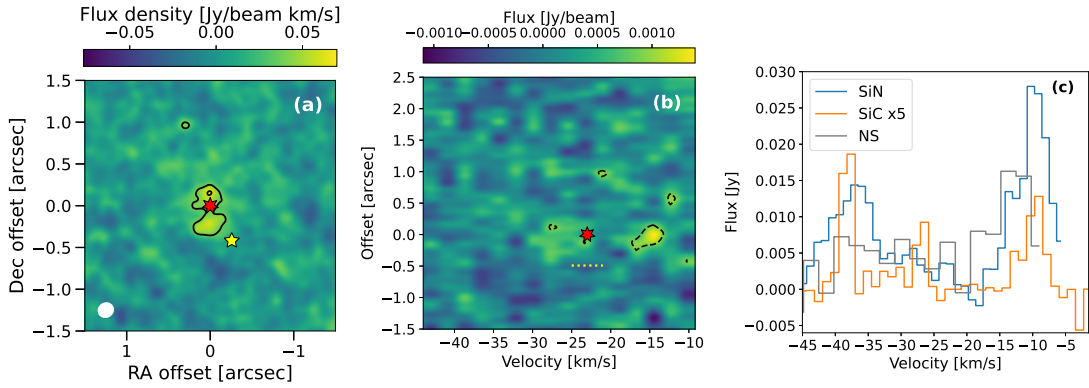 Flux density [Jy/beam km/s]
−0.05 0.00 0.05
(a)
1.5
1.0
0.5
0.0
−0.5
−1.0
−1.5
Dec offset [arcsec]
1 0 −1
RA offset [arcsec]
Flux [Jy/beam]
−0.0010 −0.0005 0.0000 0.0005 0.0010
(b)
2.5
2.0
1.5
1.0
0.5
0.0
−0.5
−1.0
−1.5
Offset [arcsec]
−40 −35 −30 −25 −20 −15 −10
Velocity [km/s]
(c)
SiN
SiC x5
NS
0.030
0.025
0.020
0.015
0.010
0.005
0.000
−0.005
Flux [Jy]
−45 −40 −35 −30 −25 −20 −15 −10 −5
Velocity [km/s]